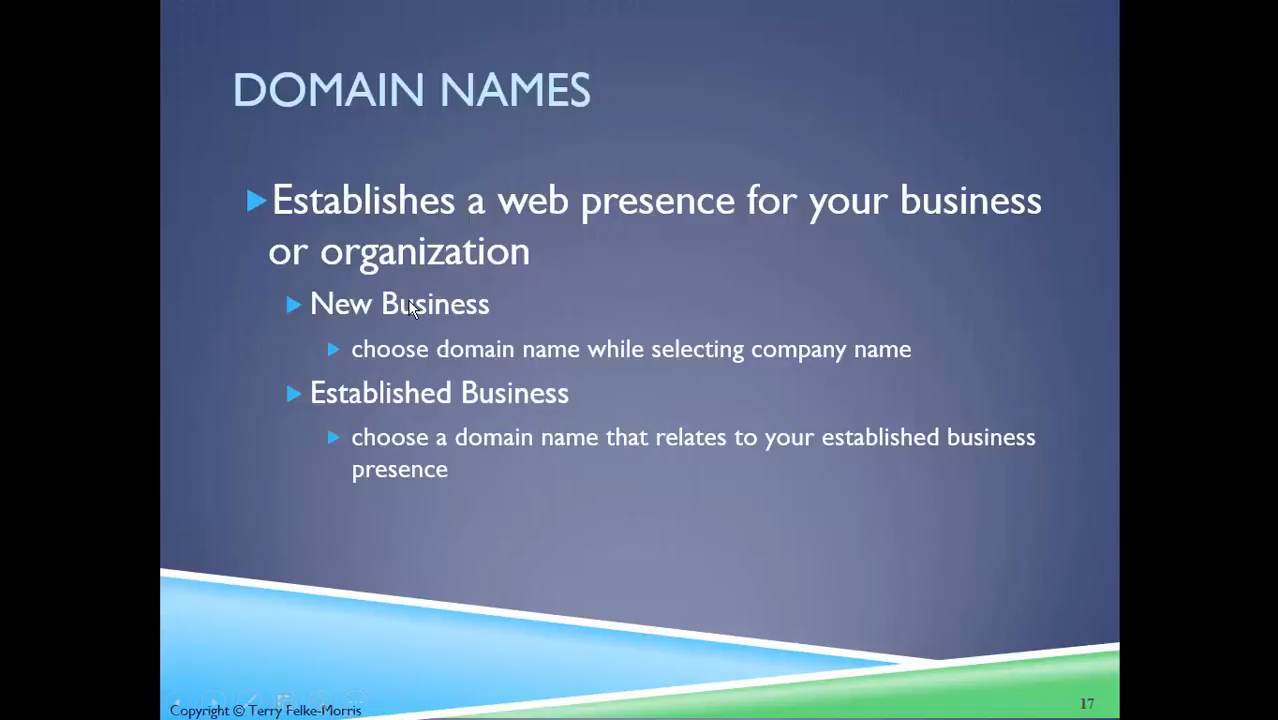 DOMAIN NAMES
Establishes a web presence for your business
or organization
New Business
choose domain name while selecting company name
Established Business
choose a domain name that relates to your established business
presence
Copyright © Terry Felke-Morris
17